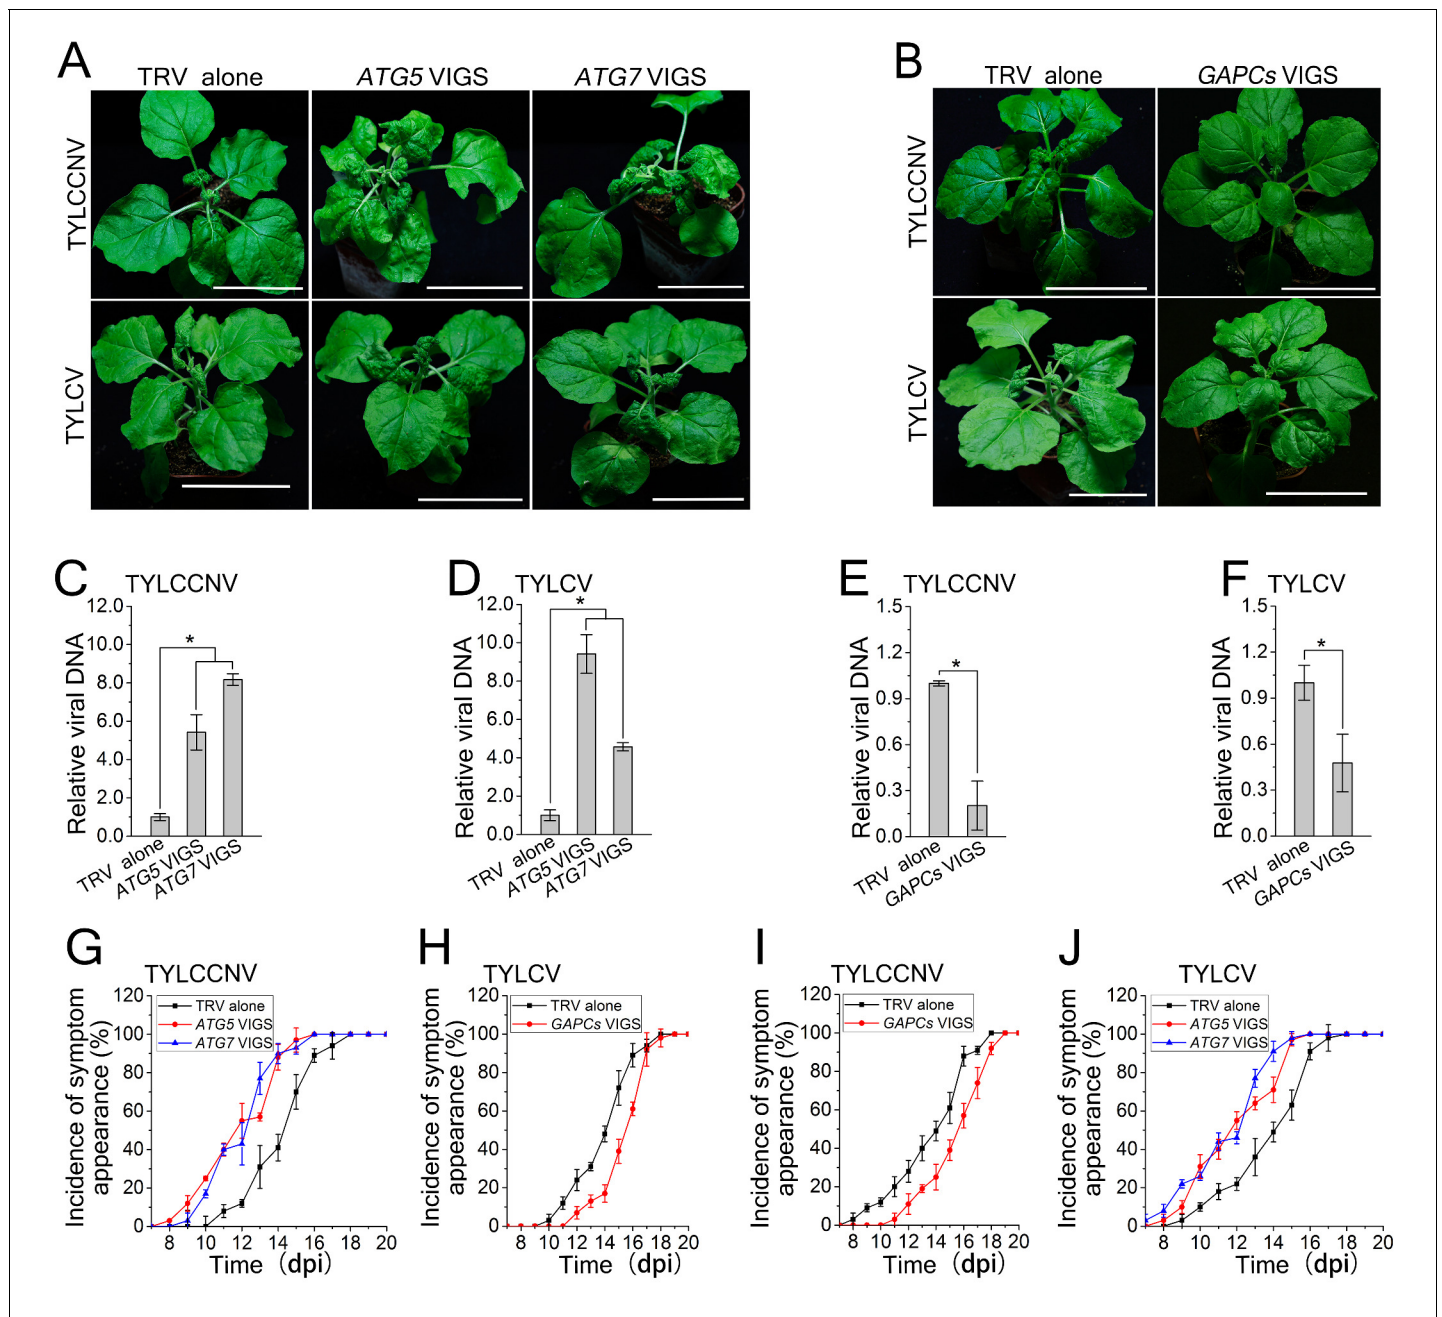 A
TRV alone
ATG5 VIGS
ATG7 VIGS
TYLCCNV
TYLCV
B
TRV alone
GAPCs VIGS
TYLCCNV
TYLCV
C
TYLCCNV
Relative viral DNA
12.0
10.0
8.0
6.0
4.0
2.0
0.0
*
TRV alone
ATG5 VIGS
ATG7 VIGS
D
TYLCV
Relative viral DNA
12.0
10.0
8.0
6.0
4.0
2.0
0.0
*
TRV alone
ATG5 VIGS
ATG7 VIGS
E
TYLCCNV
Relative viral DNA
1.5
1.2
0.9
0.6
0.3
0.0
*
TRV alone
GAPCs VIGS
F
TYLCV
Relative viral DNA
1.5
1.2
0.9
0.6
0.3
0.0
*
TRV alone
GAPCs VIGS
G
TYLCCNV
Incidence of symptom
appearance (%)
120
100
80
60
40
20
0
TRV alone
ATG5 VIGS
ATG7 VIGS
8 10 12 14 16 18 20
Time (dpi)
H
TYLCV
Incidence of symptom
appearance (%)
120
100
80
60
40
20
0
TRV alone
GAPCs VIGS
8 10 12 14 16 18 20
Time (dpi)
I
TYLCCNV
Incidence of symptom
appearance (%)
120
100
80
60
40
20
0
TRV alone
GAPCs VIGS
8 10 12 14 16 18 20
Time (dpi)
J
TYLCV
Incidence of symptom
appearance (%)
120
100
80
60
40
20
0
TRV alone
ATG5 VIGS
ATG7 VIGS
8 10 12 14 16 18 20
Time (dpi)